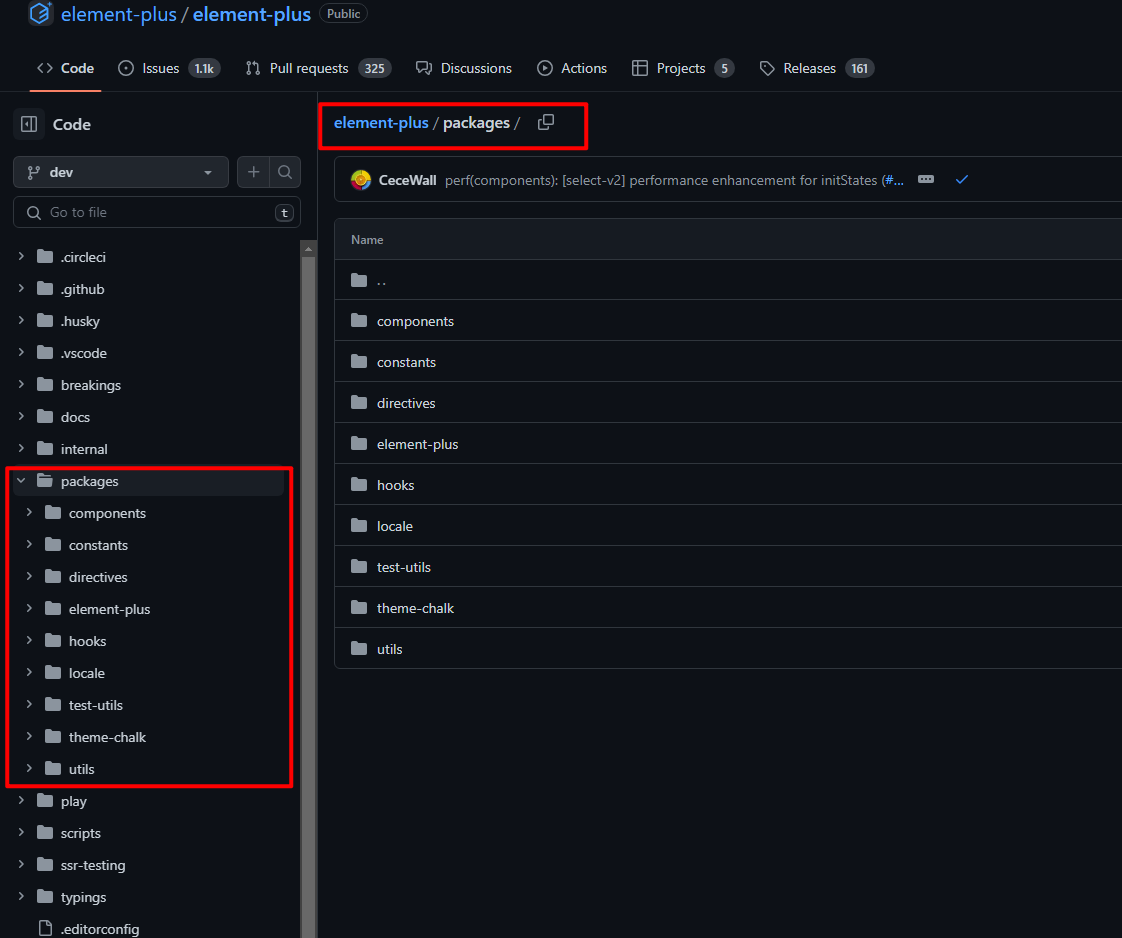 element-plus / element-plus Public
Code Issues 1.1k Pull requests 325 Discussions Actions Projects 5 Releases 161
Code
dev
Go to file t
.circleci
.github
.husky
.vscode
breakings
docs
internal
packages
components
constants
directives
element-plus
hooks
locale
test-utils
theme-chalk
utils
play
scripts
ssr-testing
typings
.editorconfig
element-plus / packages /
CeceWall perf(components): [select-v2] performance enhancement for initStates (#...
Name
..
components
constants
directives
element-plus
hooks
locale
test-utils
theme-chalk
utils